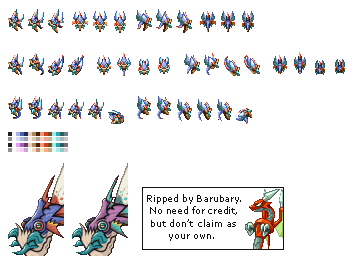 Ripped by Barubary.
No need for credit,
but don't claim as
your own.